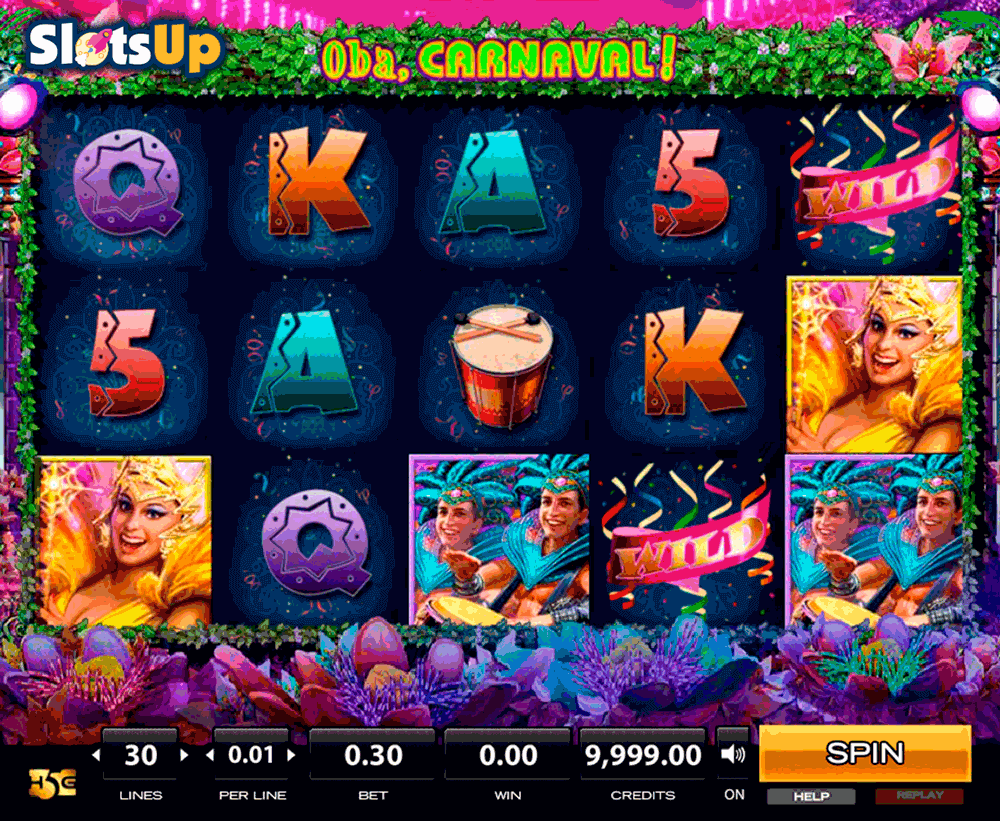 SlotsUp
Oba, CARNAVAL!
Q K A 5 WILD
5 A K
Q WILD
30 0.01 0.30 0.00 9,999.00 SPIN
LINES PER LINE BET WIN CREDITS ON HELP REPLAY
H5G